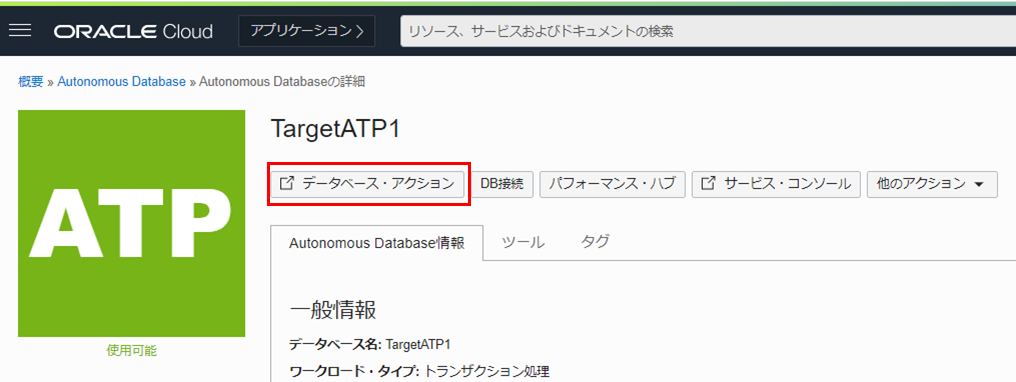 ORACLE Cloud アプリケーション リソース、サービスおよびドキュメントの検索
概要 » Autonomous Database » Autonomous Databaseの詳細
ATP
使用可能
TargetATP1
データベース・アクション DB接続 パフォーマンス・ハブ サービス・コンソール 他のアクション
Autonomous Database情報 ツール タグ
一般情報
データベース名: TargetATP1
ワークロード・タイプ: トランザクション処理